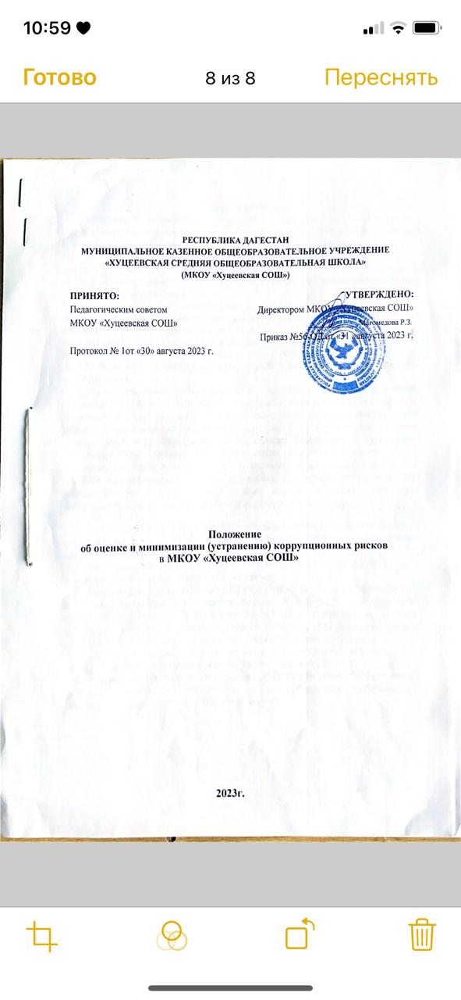 10:59
Готово
8 из 8
Переснять
РЕСПУБЛИКА ДАГЕСТАН
МУНИЦИПАЛЬНОЕ КАЗЕННОЕ ОБЩЕОБРАЗОВАТЕЛЬНОЕ УЧРЕЖДЕНИЕ
«ХУЦЕЕВСКАЯ СРЕДНЯЯ ОБЩЕОБРАЗОВАТЕЛЬНАЯ ШКОЛА»
(МКОУ «Хуцеевская СОШ»)
ПРИНЯТО:
Педагогическим советом
МКОУ «Хуцеевская СОШ»
Протокол № 1от «30» августа 2023 г.
УТВЕРЖДЕНО:
Директором МКОУ «Хуцеевская СОШ»
Магомедова Р.З.
Приказ №56-ОД от «31 »августа 2023 г.
Положение
об оценке и минимизации (устранению) коррупционных рисков
в МКОУ «Хуцеевская СОШ»
2023г.